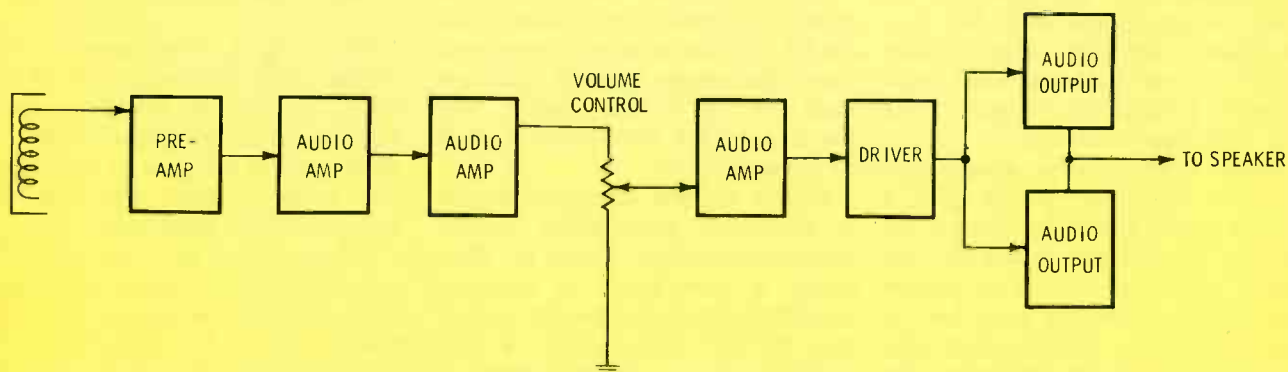 PRE-
AMP
AUDIO
AMP
AUDIO
AMP
VOLUME
CONTROL
AUDIO
AMP
DRIVER
AUDIO
OUTPUT
TO SPEAKER
AUDIO
OUTPUT